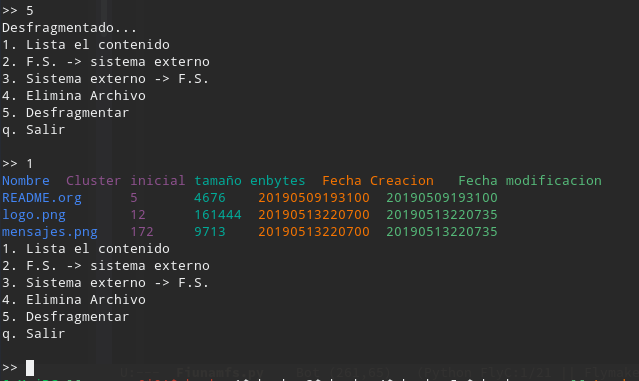 >> 5
Desfragmentado...
1. Lista el contenido
2. F.S. -> sistema externo
3. Sistema externo -> F.S.
4. Elimina Archivo
5. Desfragmentar
q. Salir
>> 1
Nombre Cluster inicial tamaño enbytes Fecha Creacion Fecha modificacion
README.org 5 4676 20190509193100 20190509193100
logo.png 12 161444 20190513220700 20190513220735
mensajes.png 172 9713 20190513220700 20190513220735
1. Lista el contenido
2. F.S. -> sistema externo
3. Sistema externo -> F.S.
4. Elimina Archivo
5. Desfragmentar
q. Salir
>>